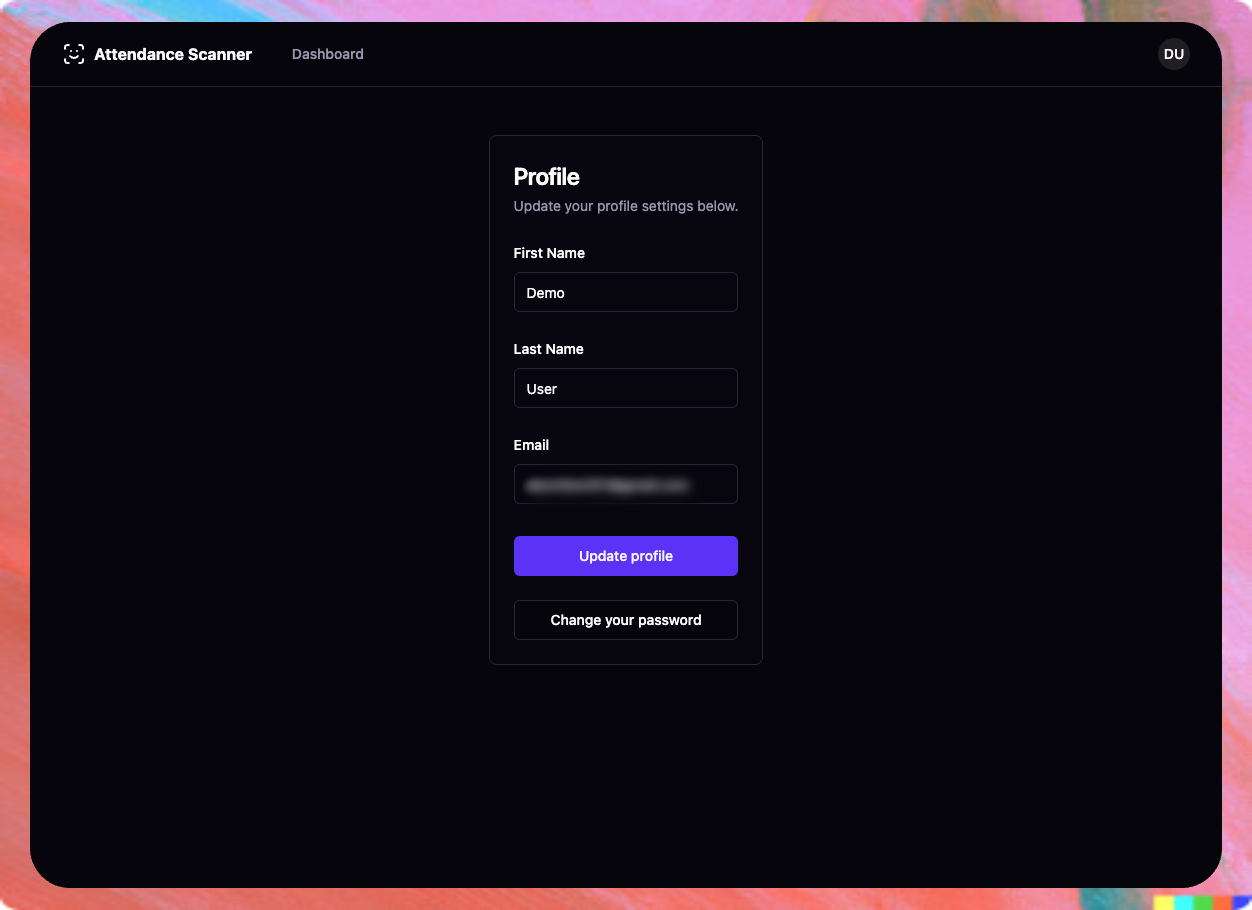 Attendance Scanner
Dashboard
DU
Profile
Update your profile settings below.
First Name
Demo
Last Name
User
Email
Update profile
Change your password